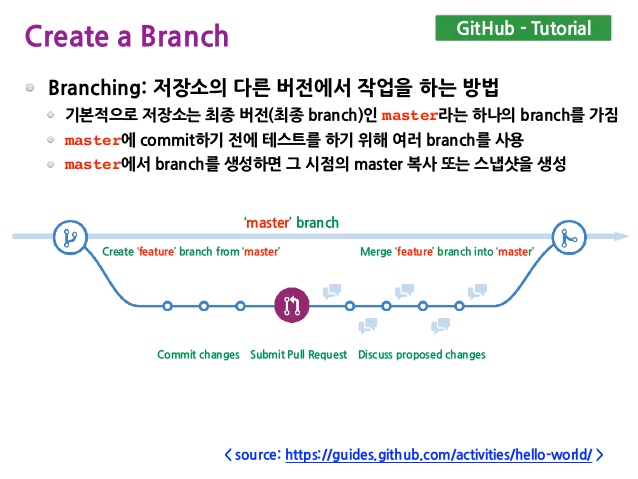 Create a Branch
GitHub - Tutorial
Branching: 저장소의 다른 버전에서 작업을 하는 방법
기본적으로 저장소는 최종 버전(최종 branch)인 master라는 하나의 branch를 가짐
master에 commit하기 전에 테스트를 하기 위해 여러 branch를 사용
master에서 branch를 생성하면 그 시점의 master 복사 또는 스냅샷을 생성
‘master’ branch
Create ‘feature’ branch from ‘master’
Merge ‘feature’ branch into ‘master’
Commit changes
Submit Pull Request
Discuss proposed changes
< source: https://guides.github.com/activities/hello-world/ >